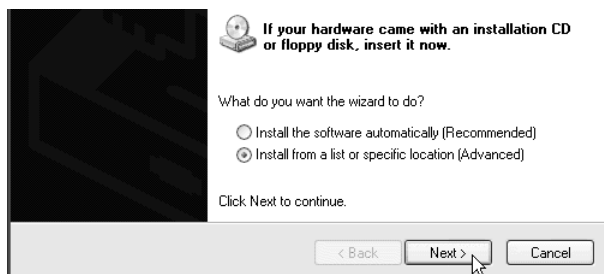 If your hardware came with an installation CD
or floppy disk, insert it now.
What do you want the wizard to do?
Install the software automatically (Recommended)
Install from a list or specific location (Advanced)
Click Next to continue.
< Back Next > Cancel